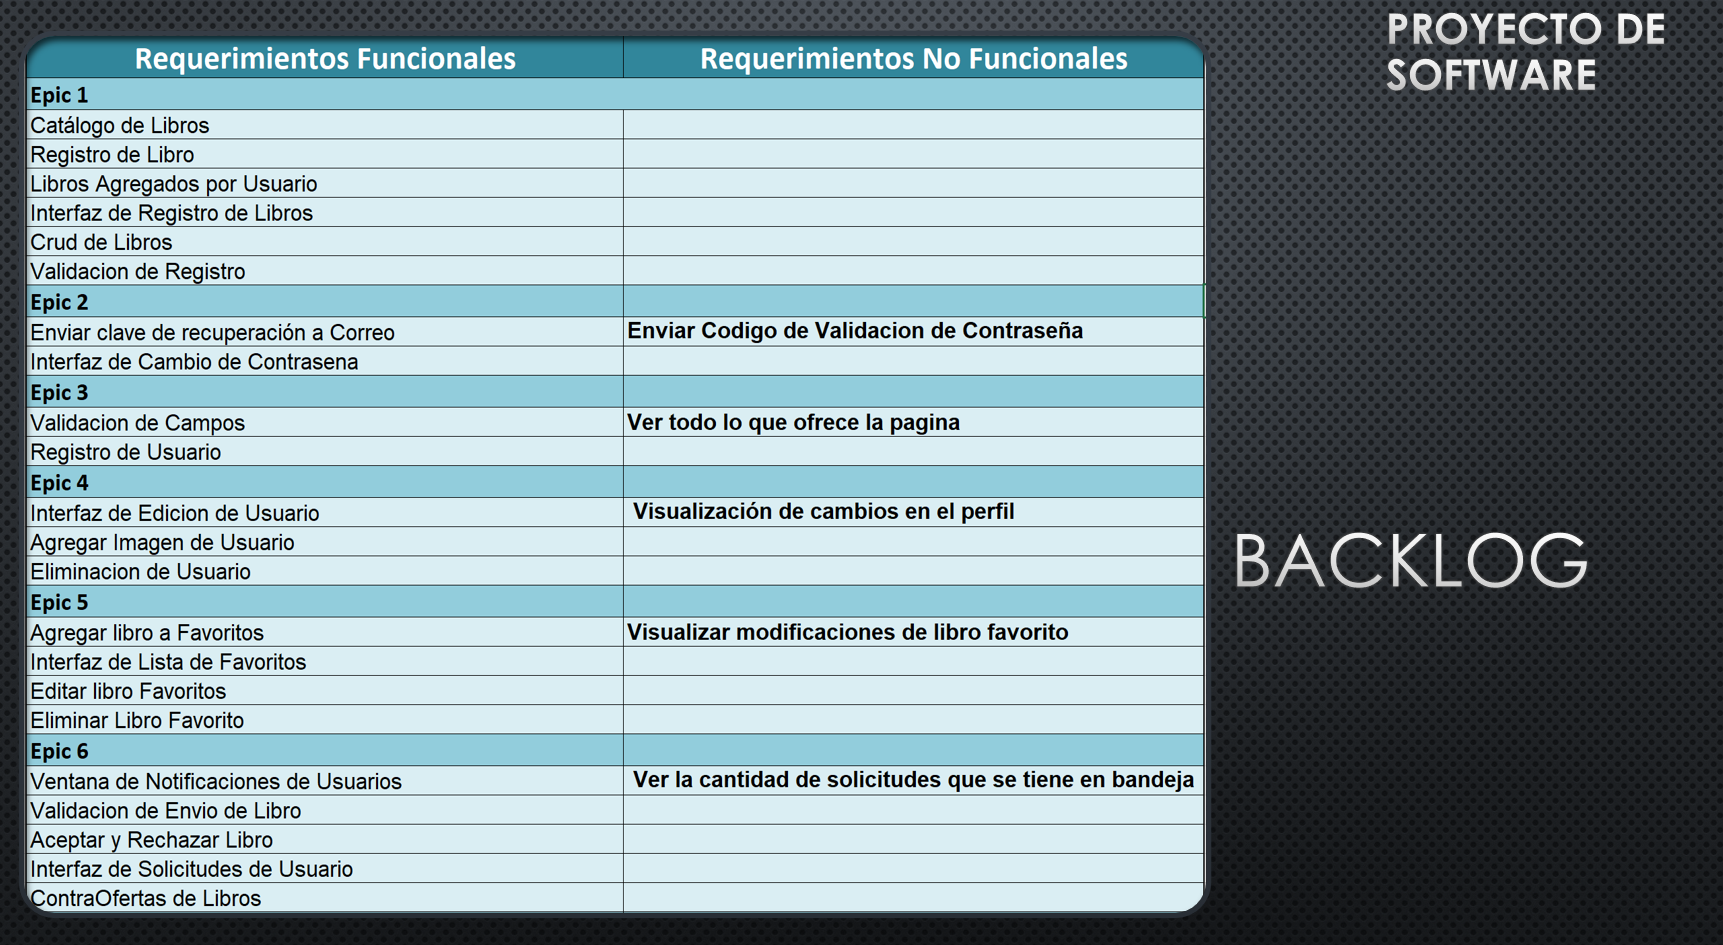 PROYECTO DE
SOFTWARE
Requerimientos Funcionales Requerimientos No Funcionales
Epic 1
Catálogo de Libros
Registro de Libro
Libros Agregados por Usuario
Interfaz de Registro de Libros
Crud de Libros
Validacion de Registro
Epic 2
Enviar clave de recuperación a Correo Enviar Codigo de Validacion de Contraseña
Interfaz de Cambio de Contrasena
Epic 3
Validacion de Campos Ver todo lo que ofrece la pagina
Registro de Usuario
Epic 4
Interfaz de Edicion de Usuario Visualización de cambios en el perfil
Agregar Imagen de Usuario
Eliminacion de Usuario
Epic 5
Agregar libro a Favoritos Visualizar modificaciones de libro favorito
Interfaz de Lista de Favoritos
Editar libro Favoritos
Eliminar Libro Favorito
Epic 6
Ventana de Notificaciones de Usuarios Ver la cantidad de solicitudes que se tiene en bandeja
Validacion de Envio de Libro
Aceptar y Rechazar Libro
Interfaz de Solicitudes de Usuario
ContraOfertas de Libros
BACKLOG